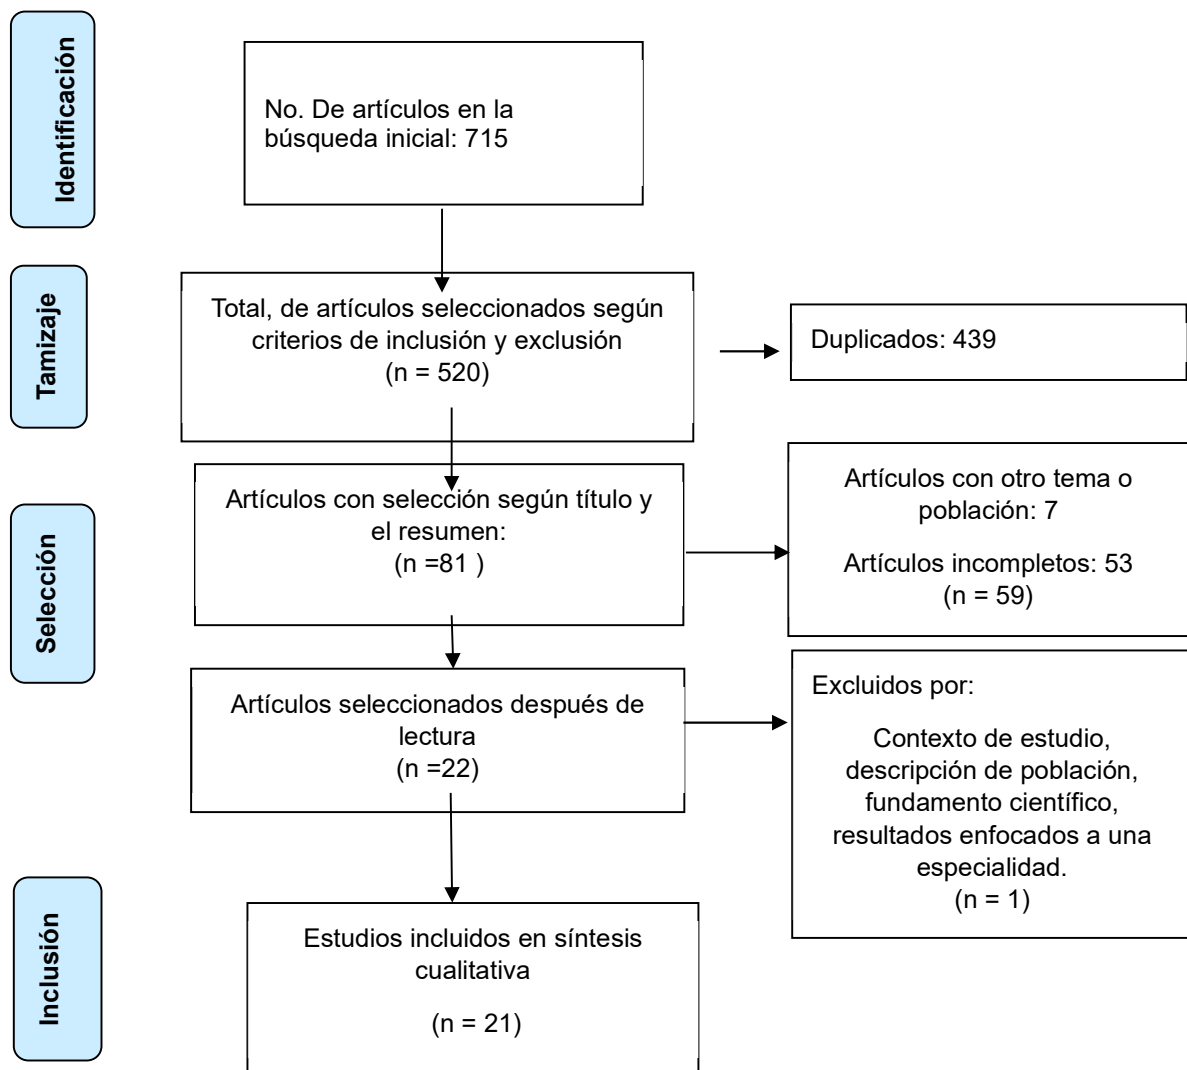 Identificación
No. De artículos en la
búsqueda inicial: 715
Tamizaje
Total, de artículos seleccionados según
criterios de inclusión y exclusión
(n = 520)
Duplicados: 439
Selección
Artículos con selección según título y
el resumen:
(n =81 )
Artículos con otro tema o
población: 7
Artículos incompletos: 53
(n = 59)
Artículos seleccionados después de
lectura
(n =22)
Excluidos por:
Contexto de estudio,
descripción de población,
fundamento científico,
resultados enfocados a una
especialidad.
(n = 1)
Inclusión
Estudios incluidos en síntesis
cualitativa
(n = 21)